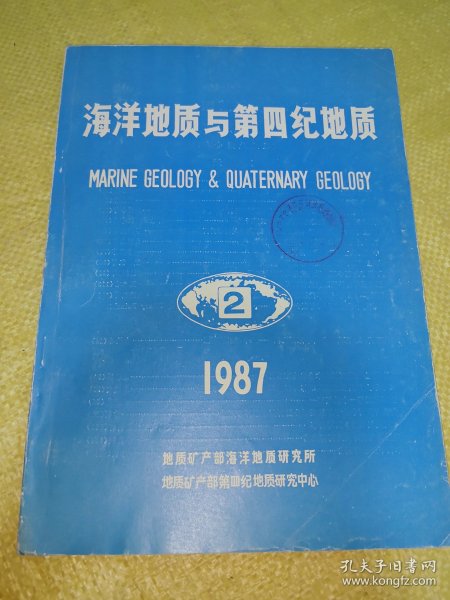 海洋地质与第四纪地质
MARINE GEOLOGY & QUATERNARY GEOLOGY
2
1987
地质矿产部海洋地质研究所
地质矿产部第四纪地质研究中心
孔夫子旧书网
www.kongfz.com